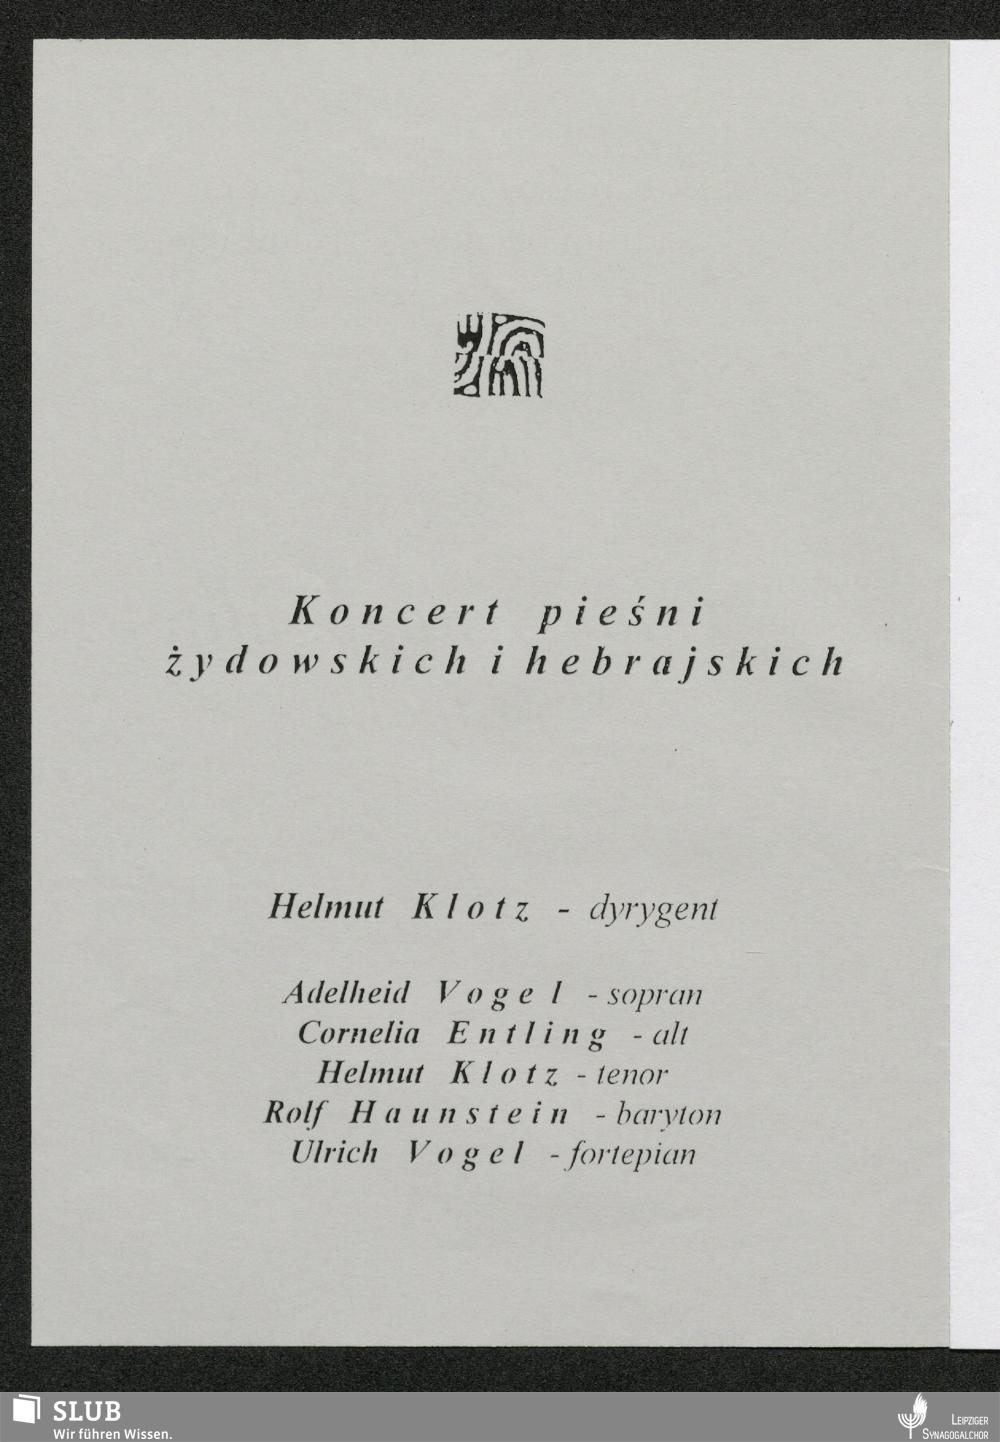 Koncert pieśni
żydowskich i hebrajskich
Helmut Klotz - dyrygent
Adelheid Vogel - sopran
Cornelia Entling - alt
Helmut Klotz - tenor
Rolf Haunstein - baryton
Ulrich Vogel - fortepian
SLUB
Wir führen Wissen.
LEIPZIGER
SYNAGOGALCHOR